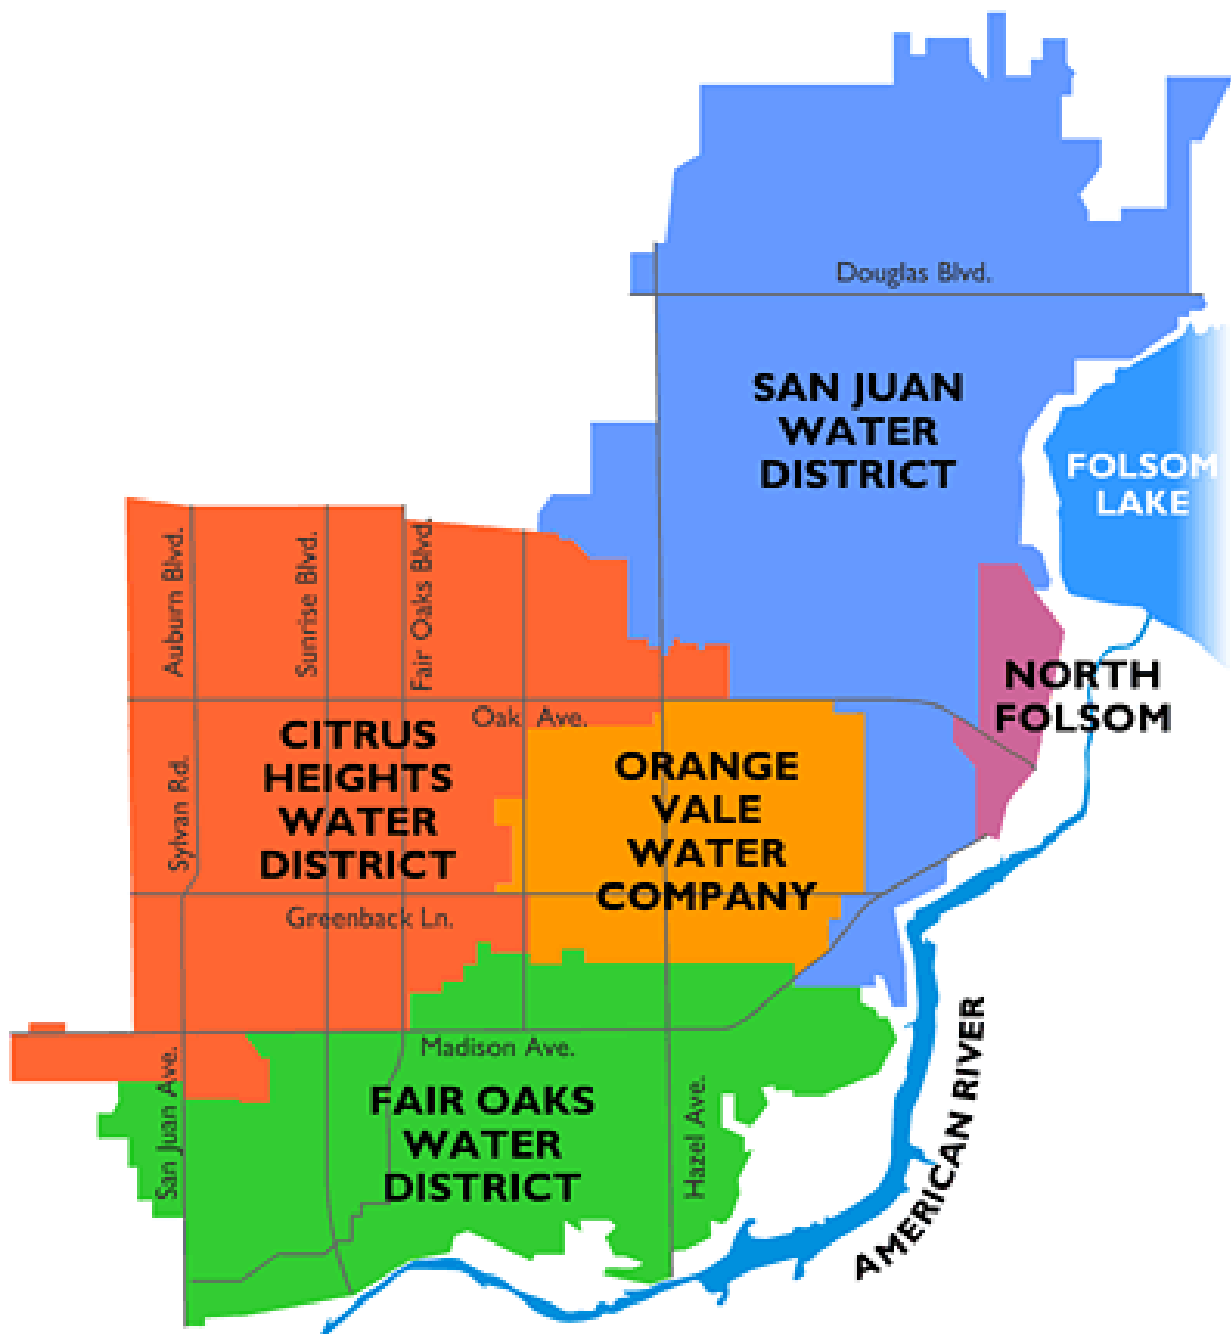 Douglas Blvd.
SAN JUAN
WATER
DISTRICT
FOLSOM
LAKE
Auburn Blvd.
Sunrise Blvd.
Fair Oaks Blvd.
NORTH
FOLSOM
Oak Ave.
CITRUS
HEIGHTS
WATER
DISTRICT
ORANGE
VALE
WATER
COMPANY
Sylvan Rd.
Greenback Ln.
Madison Ave.
San Juan Ave.
FAIR OAKS
WATER
DISTRICT
Hazel Ave.
AMERICAN RIVER